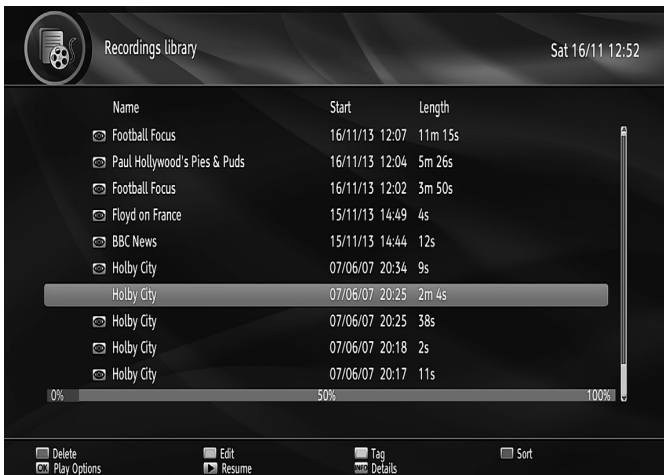 Recordings library
Sat 16/11 12:52
Name Start Length
Football Focus 16/11/13 12:07 11m 15s
Paul Hollywood's Pies & Puds 16/11/13 12:04 5m 26s
Football Focus 16/11/13 12:02 3m 50s
Floyd on France 15/11/13 14:49 4s
BBC News 15/11/13 14:44 12s
Holby City 07/06/07 20:34 9s
Holby City 07/06/07 20:25 2m 4s
Holby City 07/06/07 20:25 38s
Holby City 07/06/07 20:18 2s
Holby City 07/06/07 20:17 11s
0% 50% 100%
Delete Edit Tag Sort
OK Play Options Resume INFO Details